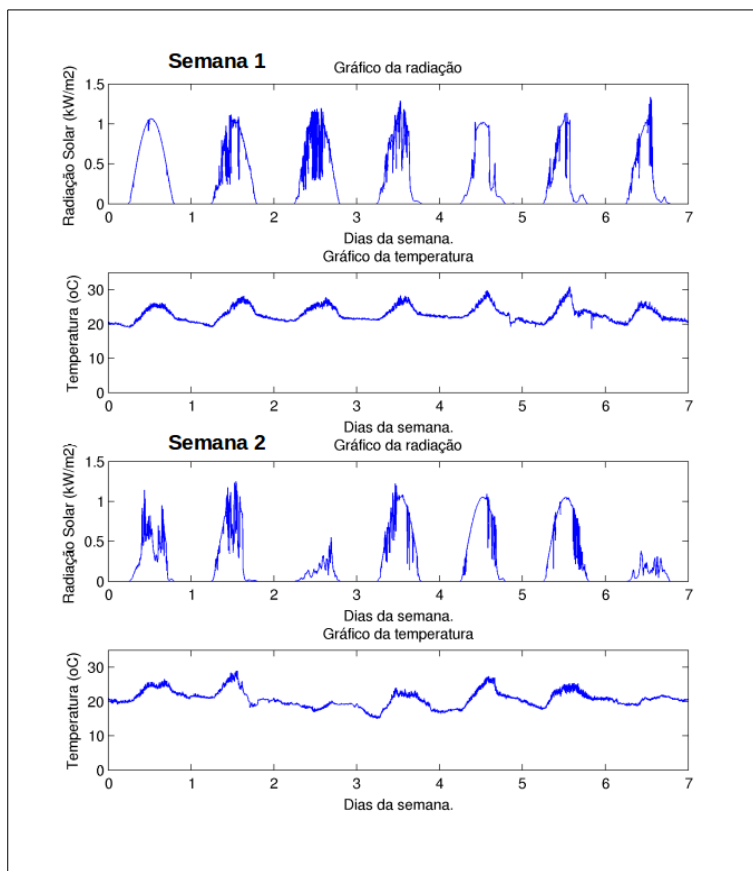 Semana 1
Gráfico da radiação
Radiação Solar (kW/m2)
1.5
1
0.5
0
0 1 2 3 4 5 6 7
Dias da semana.
Gráfico da temperatura
Temperatura (oC)
30
20
10
0
0 1 2 3 4 5 6 7
Dias da semana.
Semana 2
Gráfico da radiação
Radiação Solar (kW/m2}
1.5
1
0.5
0
0 1 2 3 4 5 6 7
Dias da semana.
Gráfico da temperatura
Temperatura (oC)
30
20
10
0
0 1 2 3 4 5 6 7
Dias da semana.